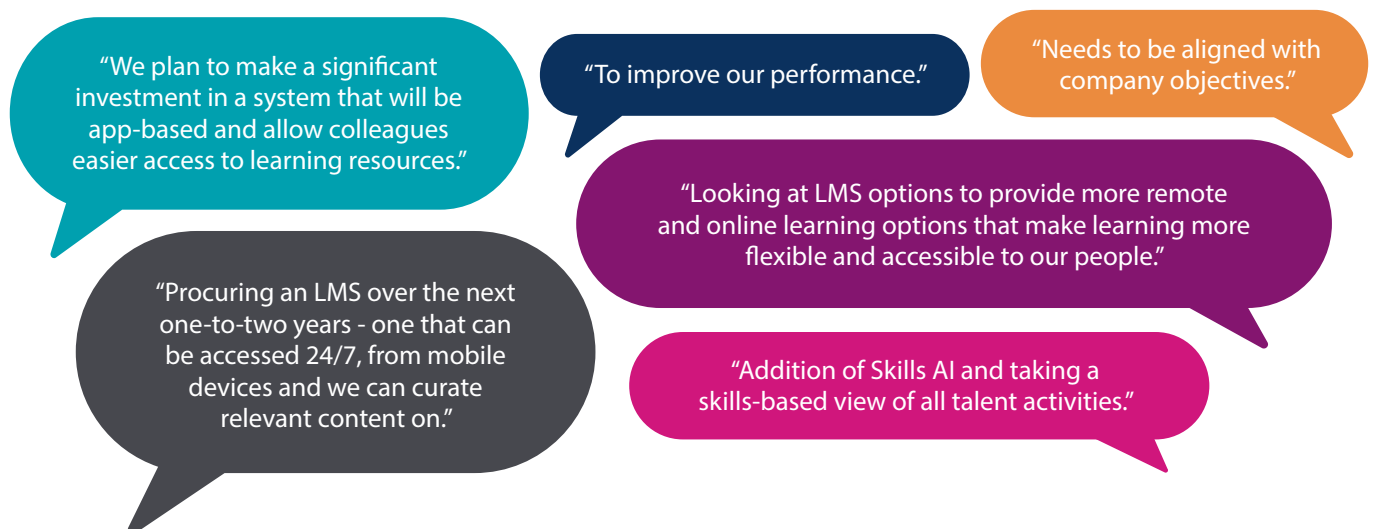 “We plan to make a significant
investment in a system that will be
app-based and allow colleagues
easier access to learning resources.”
“To improve our performance.”
“Needs to be aligned with
company objectives.”
“Looking at LMS options to provide more remote
and online learning options that make learning more
flexible and accessible to our people.”
“Procuring an LMS over the next
one-to-two years - one that can
be accessed 24/7, from mobile
devices and we can curate
relevant content on.”
“Addition of Skills AI and taking a
skills-based view of all talent activities.”